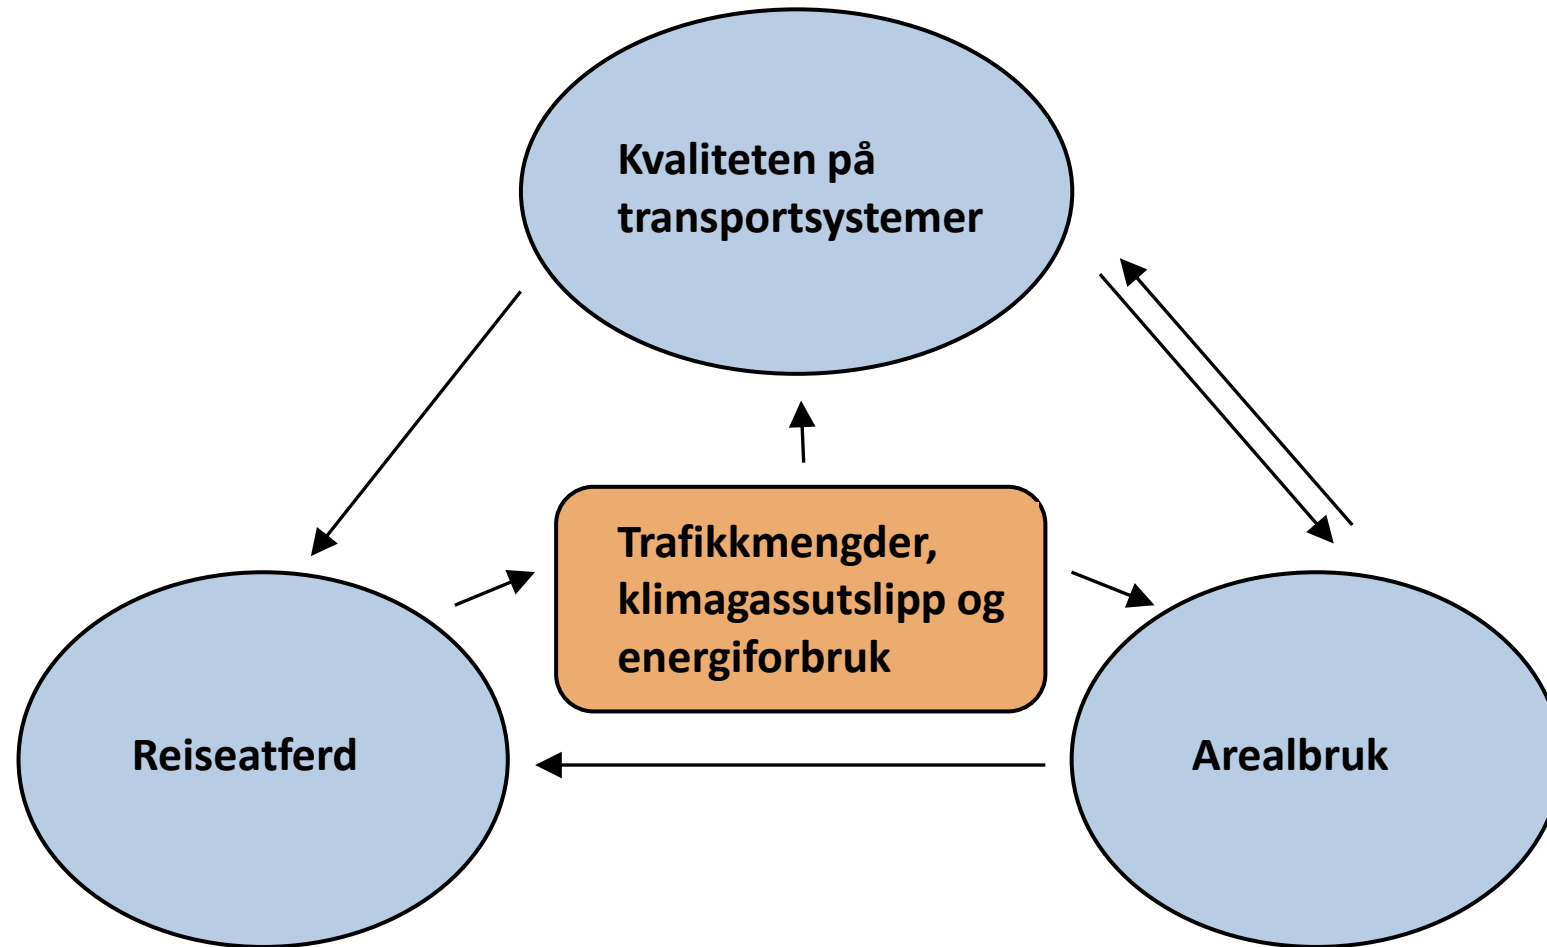 Kvaliteten på
transportsystemer
Trafikkmengder,
klimagassutslipp og
energiforbruk
Reiseatferd
Arealbruk